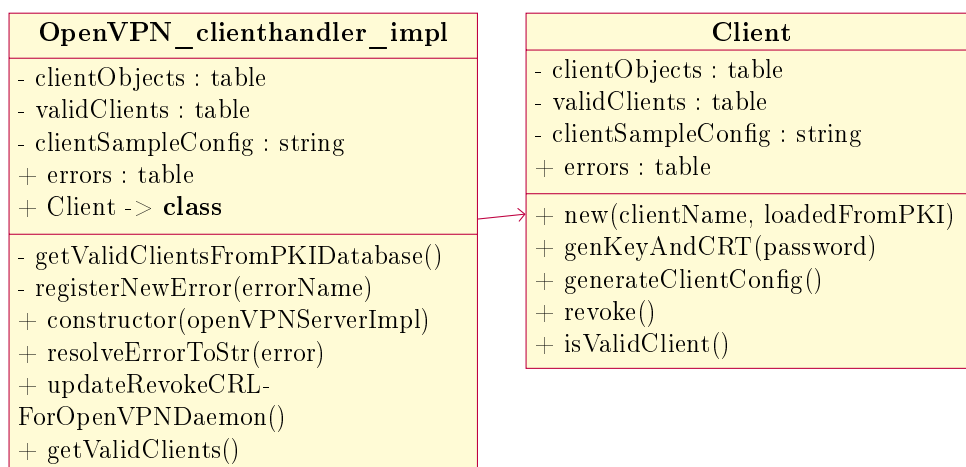 OpenVPN_clienthandler_impl
- clientObjects : table
- validClients : table
- clientSampleConfig : string
+ errors : table
+ Client -> class
- getValidClientsFromPKIDatabase()
- registerNewError(errorName)
+ constructor(openVPNServerImpl)
+ resolveErrorToStr(error)
+ updateRevokeCRL-
ForOpenVPNDaemon()
+ getValidClients()
Client
- clientObjects : table
- validClients : table
- clientSampleConfig : string
+ errors : table
+ new(clientName, loadedFromPKI)
+ genKeyAndCRT(password)
+ generateClientConfig()
+ revoke()
+ isValidClient()